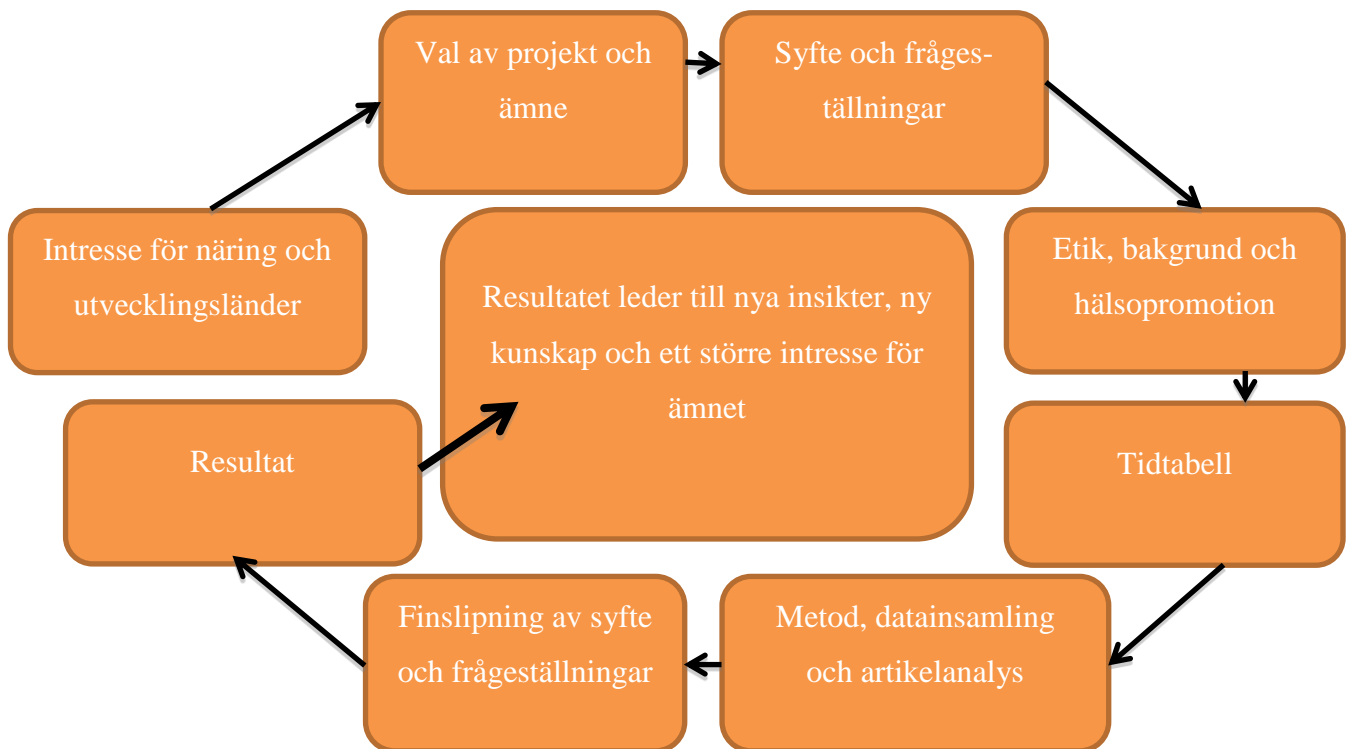 Val av projekt och
ämne
Syfte och fråges-
tällningar
Intresse för näring och
utvecklingsländer
Etik, bakgrund och
hälsopromotion
Resultatet leder till nya insikter, ny
kunskap och ett större intresse för
ämnet
Resultat
Tidtabell
Finslipning av syfte
och frågeställningar
Metod, datainsamling
och artikelanalys